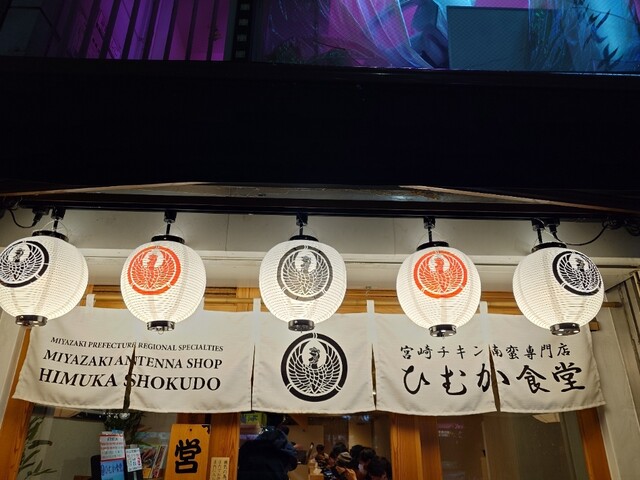 MIYAZAKI PREFECTURE REGIONAL SPECIALTIES
MIYAZAKI ANTENNA SHOP
HIMUKA SHOKUDO
宮崎チキン南蛮専門店
ひむか食堂
営